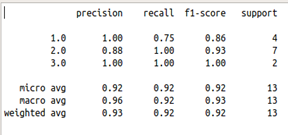 precision recall f1-score support
1.0 1.00 0.75 0.86 4
2.0 0.88 1.00 0.93 7
3.0 1.00 1.00 1.00 2
micro avg 0.92 0.92 0.92 13
macro avg 0.96 0.92 0.93 13
weighted avg 0.93 0.92 0.92 13